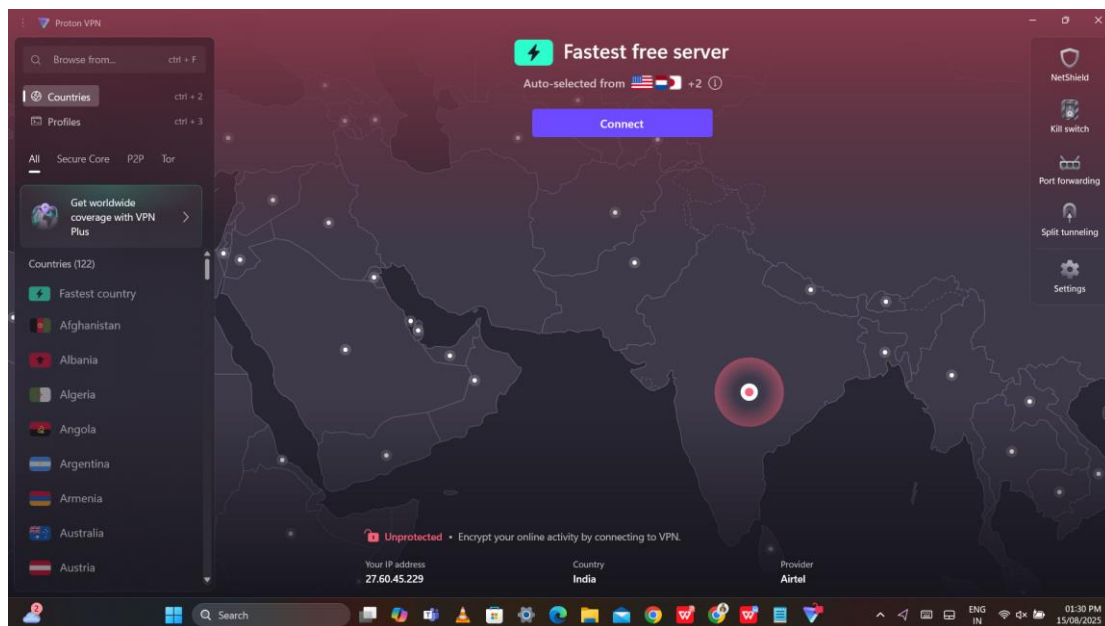 Proton VPN
Browse from... ctrl + F
Countries ctrl + 2
Profiles ctrl + 3
All Secure Core P2P Tor
Get worldwide
coverage with VPN
Plus
Countries (122)
Fastest country
Afghanistan
Albania
Algeria
Angola
Argentina
Armenia
Australia
Austria
Fastest free server
Auto-selected from +2
Connect
Unprotected • Encrypt your online activity by connecting to VPN.
Your IP address Country Provider
27.60.45.229 India Airtel
NetShield
Kill switch
Port forwarding
Split tunneling
Settings
2
Search
ENG
IN
01:30 PM
15/08/2025